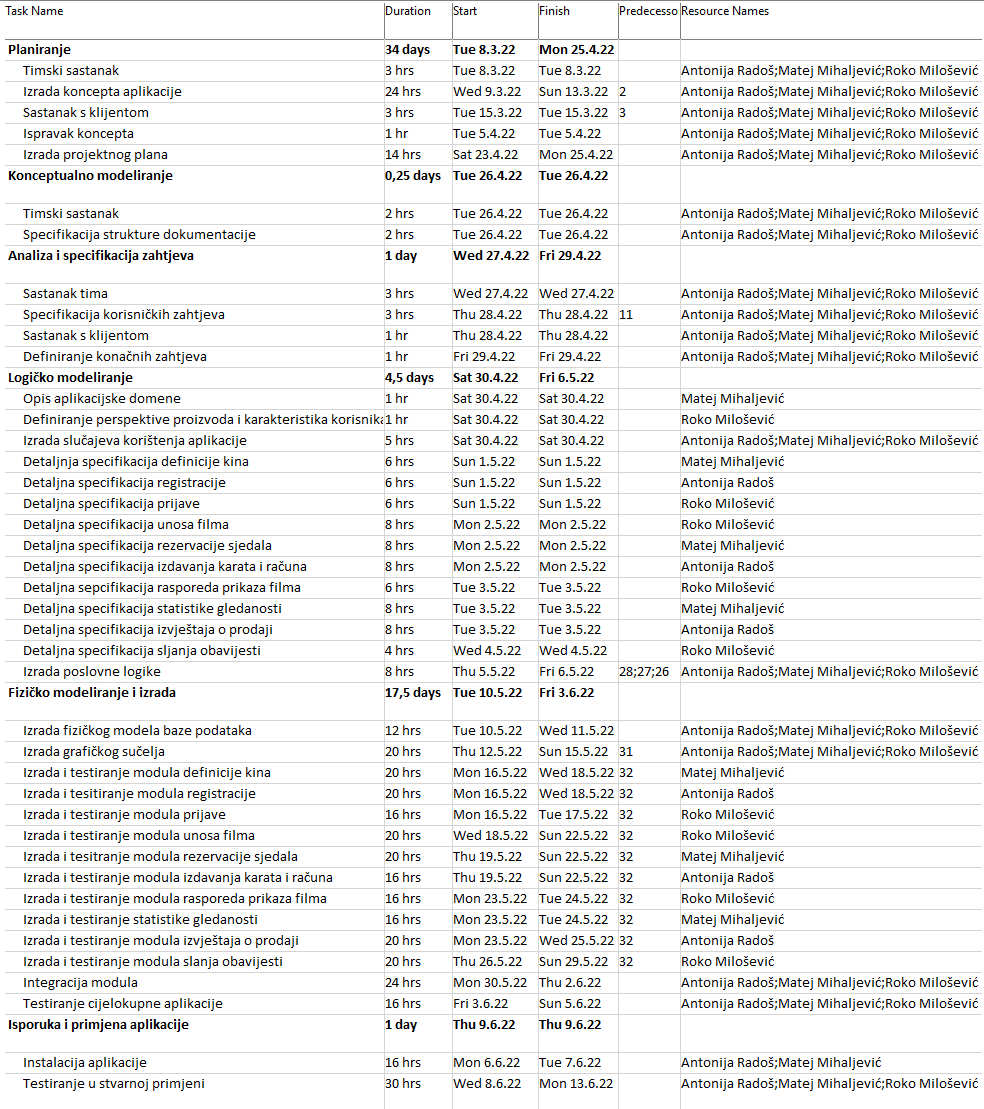 Task Name Duration Start Finish Predecesso Resource Names
Planiranje 34 days Tue 8.3.22 Mon 25.4.22
Timski sastanak 3 hrs Tue 8.3.22 Tue 8.3.22 Antonija Radoš;Matej Mihaljević;Roko Milošević
Izrada koncepta aplikacije 24 hrs Wed 9.3.22 Sun 13.3.22 2 Antonija Radoš;Matej Mihaljević;Roko Milošević
Sastanak s klijentom 3 hrs Tue 15.3.22 Tue 15.3.22 3 Antonija Radoš;Matej Mihaljević;Roko Milošević
Ispravak koncepta 1 hr Tue 5.4.22 Tue 5.4.22 Antonija Radoš;Matej Mihaljević;Roko Milošević
Izrada projektnog plana 14 hrs Sat 23.4.22 Mon 25.4.22 Antonija Radoš;Matej Mihaljević;Roko Milošević
Konceptualno modeliranje 0,25 days Tue 26.4.22 Tue 26.4.22
Timski sastanak 2 hrs Tue 26.4.22 Tue 26.4.22 Antonija Radoš;Matej Mihaljević;Roko Milošević
Specifikacija strukture dokumentacije 2 hrs Tue 26.4.22 Tue 26.4.22 Antonija Radoš;Matej Mihaljević;Roko Milošević
Analiza i specifikacija zahtjeva 1 day Wed 27.4.22 Fri 29.4.22
Sastanak tima 3 hrs Wed 27.4.22 Wed 27.4.22 Antonija Radoš;Matej Mihaljević;Roko Milošević
Specifikacija korisničkih zahtjeva 3 hrs Thu 28.4.22 Thu 28.4.22 11 Antonija Radoš;Matej Mihaljević;Roko Milošević
Sastanak s klijentom 1 hr Thu 28.4.22 Thu 28.4.22 Antonija Radoš;Matej Mihaljević;Roko Milošević
Definiranje konačnih zahtjeva 1 hr Fri 29.4.22 Fri 29.4.22 Antonija Radoš;Matej Mihaljević;Roko Milošević
Logičko modeliranje 4,5 days Sat 30.4.22 Fri 6.5.22
Opis aplikacijske domene 1 hr Sat 30.4.22 Sat 30.4.22 Matej Mihaljević
Definiranje perspektive proizvoda i karakteristika korisnika 1 hr Sat 30.4.22 Sat 30.4.22 Roko Milošević
Izrada slučajeva korištenja aplikacije 5 hrs Sat 30.4.22 Sat 30.4.22 Antonija Radoš;Matej Mihaljević;Roko Milošević
Detaljnja specifikacija definicije kina 6 hrs Sun 1.5.22 Sun 1.5.22 Matej Mihaljević
Detaljna specifikacija registracije 6 hrs Sun 1.5.22 Sun 1.5.22 Antonija Radoš
Detaljna specifikacija prijave 6 hrs Sun 1.5.22 Sun 1.5.22 Roko Milošević
Detaljna specifikacija unosa filma 8 hrs Mon 2.5.22 Mon 2.5.22 Roko Milošević
Detaljna specifikacija rezervacije sjedala 8 hrs Mon 2.5.22 Mon 2.5.22 Matej Mihaljević
Detaljna specifikacija izdavanja karata i računa 8 hrs Mon 2.5.22 Mon 2.5.22 Antonija Radoš
Detaljna sepcifikacija rasporeda prikaza filma 6 hrs Tue 3.5.22 Tue 3.5.22 Roko Milošević
Detaljna specifikacija statistike gledanosti 8 hrs Tue 3.5.22 Tue 3.5.22 Matej Mihaljević
Detaljna specifikacija izvještaja o prodaji 8 hrs Tue 3.5.22 Tue 3.5.22 Antonija Radoš
Detaljna specifikacija sljanja obavijesti 4 hrs Wed 4.5.22 Wed 4.5.22 Roko Milošević
Izrada poslovne logike 8 hrs Thu 5.5.22 Fri 6.5.22 28;27;26 Antonija Radoš;Matej Mihaljević;Roko Milošević
Fizičko modeliranje i izrada 17,5 days Tue 10.5.22 Fri 3.6.22
Izrada fizičkog modela baze podataka 12 hrs Tue 10.5.22 Wed 11.5.22 Antonija Radoš;Matej Mihaljević;Roko Milošević
Izrada grafičkog sučelja 20 hrs Thu 12.5.22 Sun 15.5.22 31 Antonija Radoš;Matej Mihaljević;Roko Milošević
Izrada i testiranje modula definicije kina 20 hrs Mon 16.5.22 Wed 18.5.22 32 Matej Mihaljević
Izrada i tesitiranje modula registracije 20 hrs Mon 16.5.22 Wed 18.5.22 32 Antonija Radoš
Izrada i testiranje modula prijave 16 hrs Mon 16.5.22 Tue 17.5.22 32 Roko Milošević
Izrada i testiranje modula unosa filma 20 hrs Wed 18.5.22 Sun 22.5.22 32 Roko Milošević
Izrada i tesitranje modula rezervacije sjedala 20 hrs Thu 19.5.22 Sun 22.5.22 32 Matej Mihaljević
Izrada i testiranje modula izdavanja karata i računa 16 hrs Thu 19.5.22 Sun 22.5.22 32 Antonija Radoš
Izrada i testiranje modula rasporeda prikaza filma 16 hrs Mon 23.5.22 Tue 24.5.22 32 Roko Milošević
Izrada i testiranje statistike gledanosti 16 hrs Mon 23.5.22 Tue 24.5.22 32 Matej Mihaljević
Izrada i testiranje modula izvještaja o prodaji 20 hrs Mon 23.5.22 Wed 25.5.22 32 Antonija Radoš
Izrada i testiranje modula slanja obavijesti 20 hrs Thu 26.5.22 Sun 29.5.22 32 Roko Milošević
Integracija modula 24 hrs Mon 30.5.22 Thu 2.6.22 Antonija Radoš;Matej Mihaljević;Roko Milošević
Testiranje cijelokupne aplikacije 16 hrs Fri 3.6.22 Sun 5.6.22 Antonija Radoš;Matej Mihaljević;Roko Milošević
Isporuka i primjena aplikacije 1 day Thu 9.6.22 Thu 9.6.22
Instalacija aplikacije 16 hrs Mon 6.6.22 Tue 7.6.22 Antonija Radoš;Matej Mihaljević
Testiranje u stvarnoj primjeni 30 hrs Wed 8.6.22 Mon 13.6.22 Antonija Radoš;Matej Mihaljević;Roko Milošević